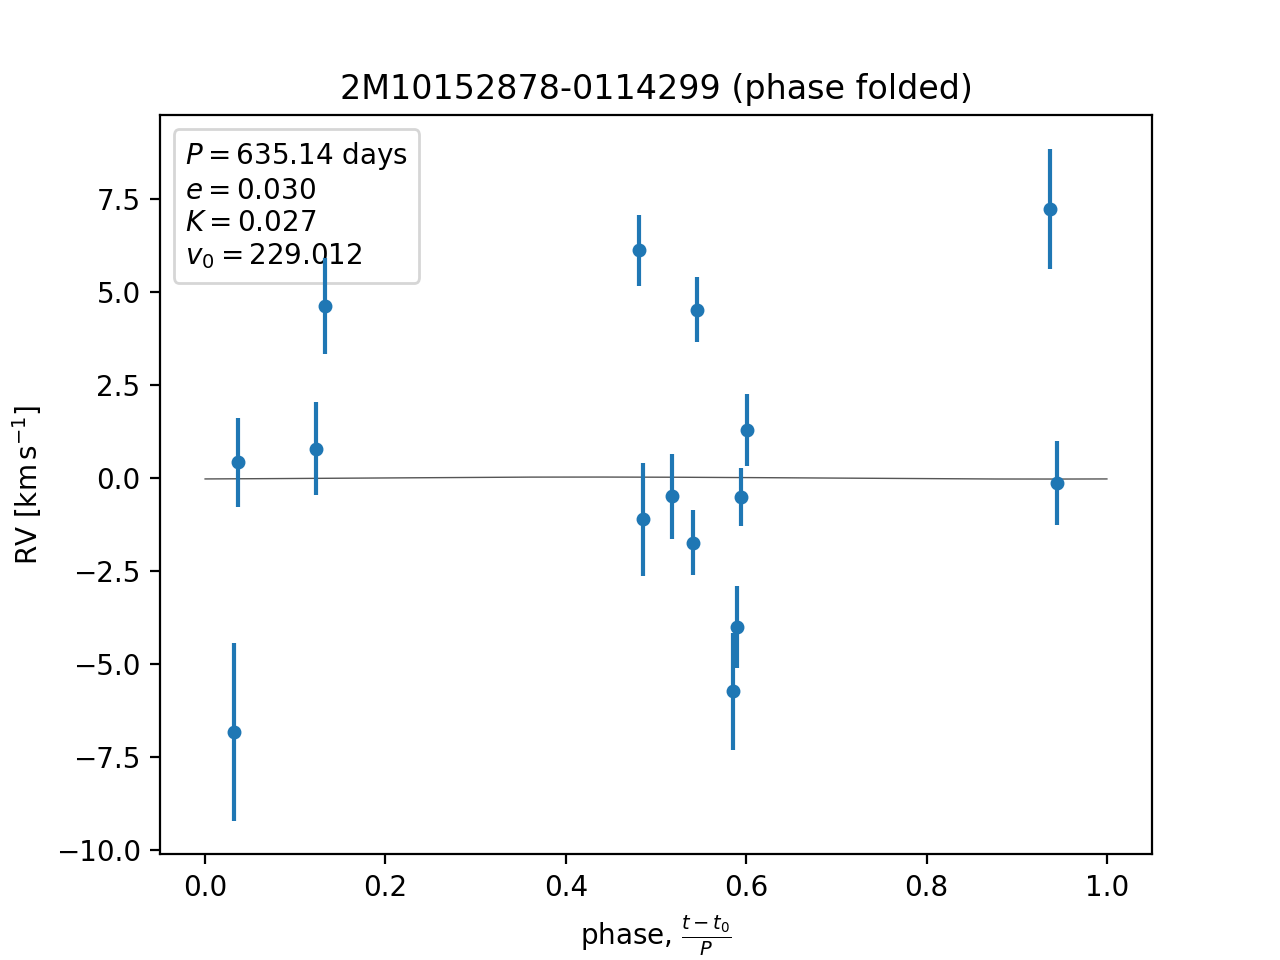 2M10152878-0114299 (phase folded)
P = 635.14 days
e = 0.030
K = 0.027
v₀ = 229.012
7.5
5.0
2.5
0.0
−2.5
−5.0
−7.5
−10.0
RV [km s⁻¹]
0.0 0.2 0.4 0.6 0.8 1.0
phase, (t − t₀)/P